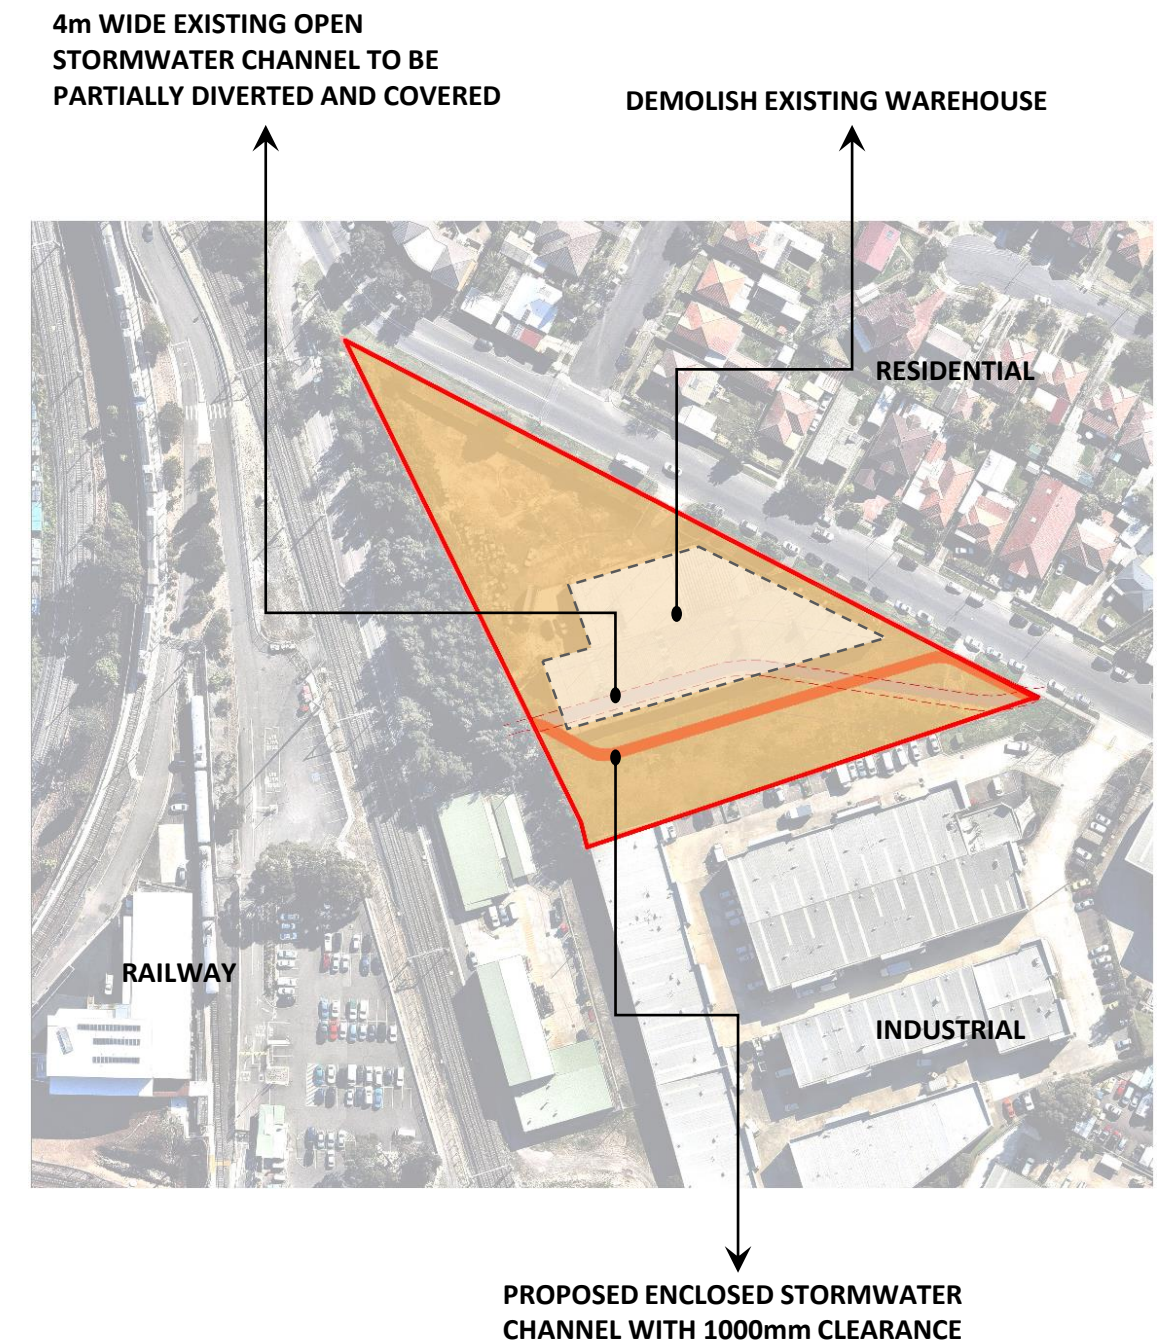 4m WIDE EXISTING OPEN
STORMWATER CHANNEL TO BE
PARTIALLY DIVERTED AND COVERED
DEMOLISH EXISTING WAREHOUSE
RESIDENTIAL
RAILWAY
INDUSTRIAL
PROPOSED ENCLOSED STORMWATER
CHANNEL WITH 1000mm CLEARANCE